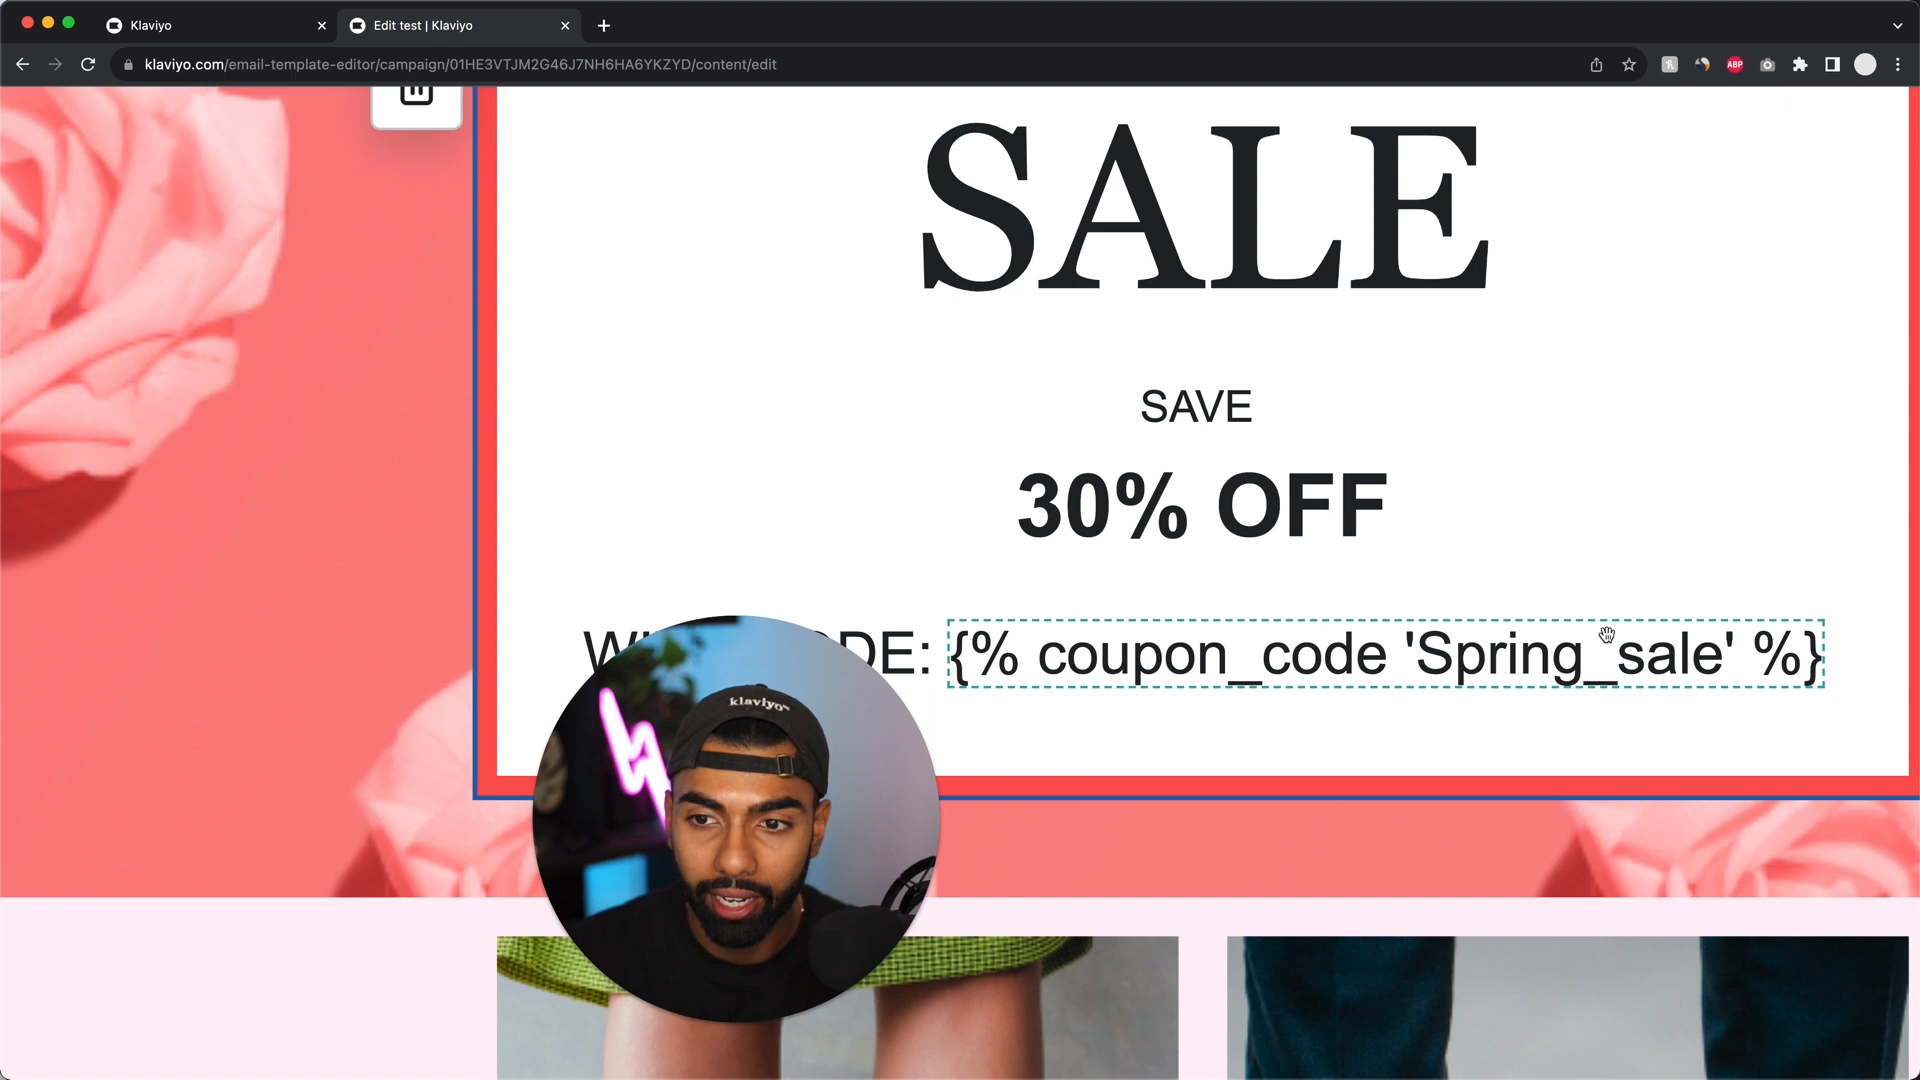 Klaviyo
Edit test | Klaviyo
klaviyo.com/email-template-editor/campaign/01HE3VTJM2G46J7NH6HA6YKZYD/content/edit
ABP
SALE
SAVE
30% OFF
{% coupon_code 'Spring_sale' %}
klaviyo